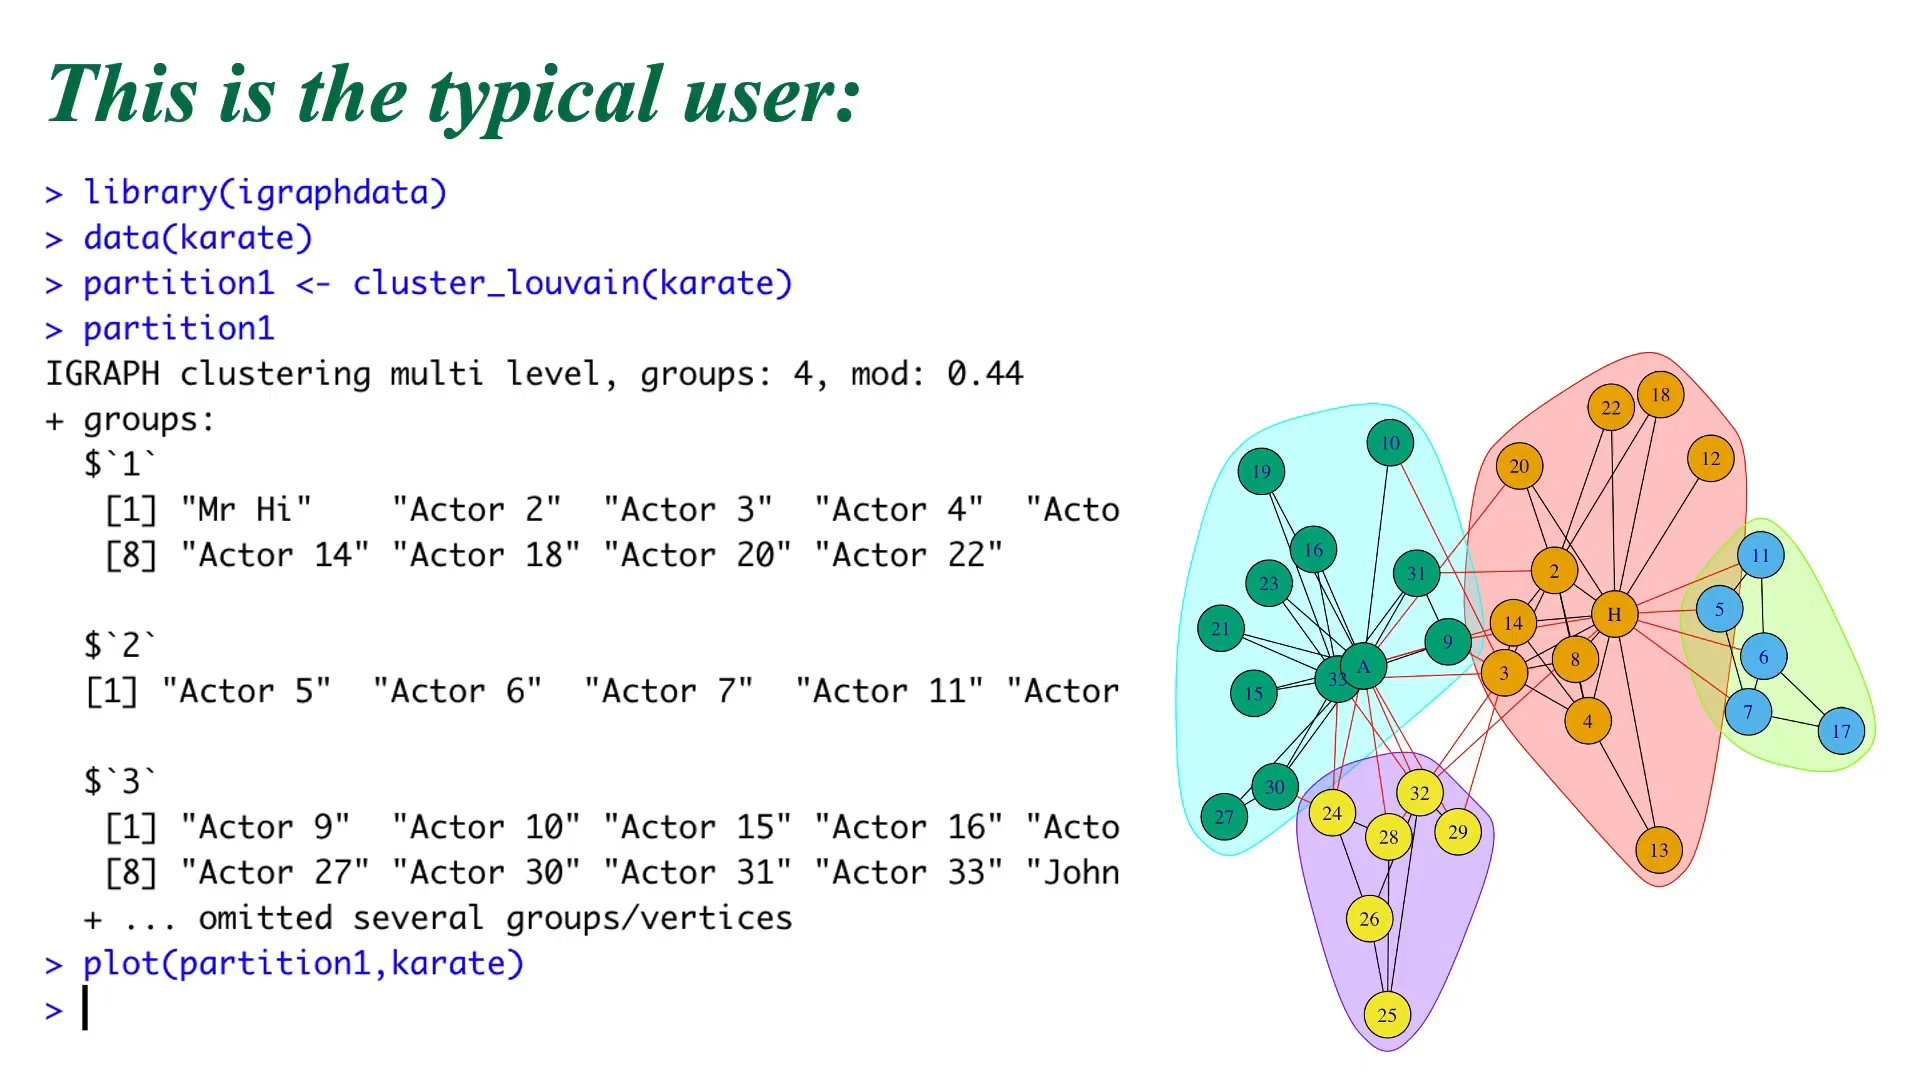 This is the typical user:
> library(igraphdata)
> data(karate)
> partition1 <- cluster_louvain(karate)
> partition1
IGRAPH clustering multi level, groups: 4, mod: 0.44
+ groups:
$`1`
[1] "Mr Hi" "Actor 2" "Actor 3" "Actor 4" "Acto
[8] "Actor 14" "Actor 18" "Actor 20" "Actor 22"
$`2`
[1] "Actor 5" "Actor 6" "Actor 7" "Actor 11" "Actor
$`3`
[1] "Actor 9" "Actor 10" "Actor 15" "Actor 16" "Acto
[8] "Actor 27" "Actor 30" "Actor 31" "Actor 33" "John
+ ... omitted several groups/vertices
> plot(partition1,karate)
>
10
19
16
23
31
21
9
A
33
15
30
27
22
18
20
12
2
14
H
8
3
4
13
11
5
6
7
17
24
32
28
29
26
25